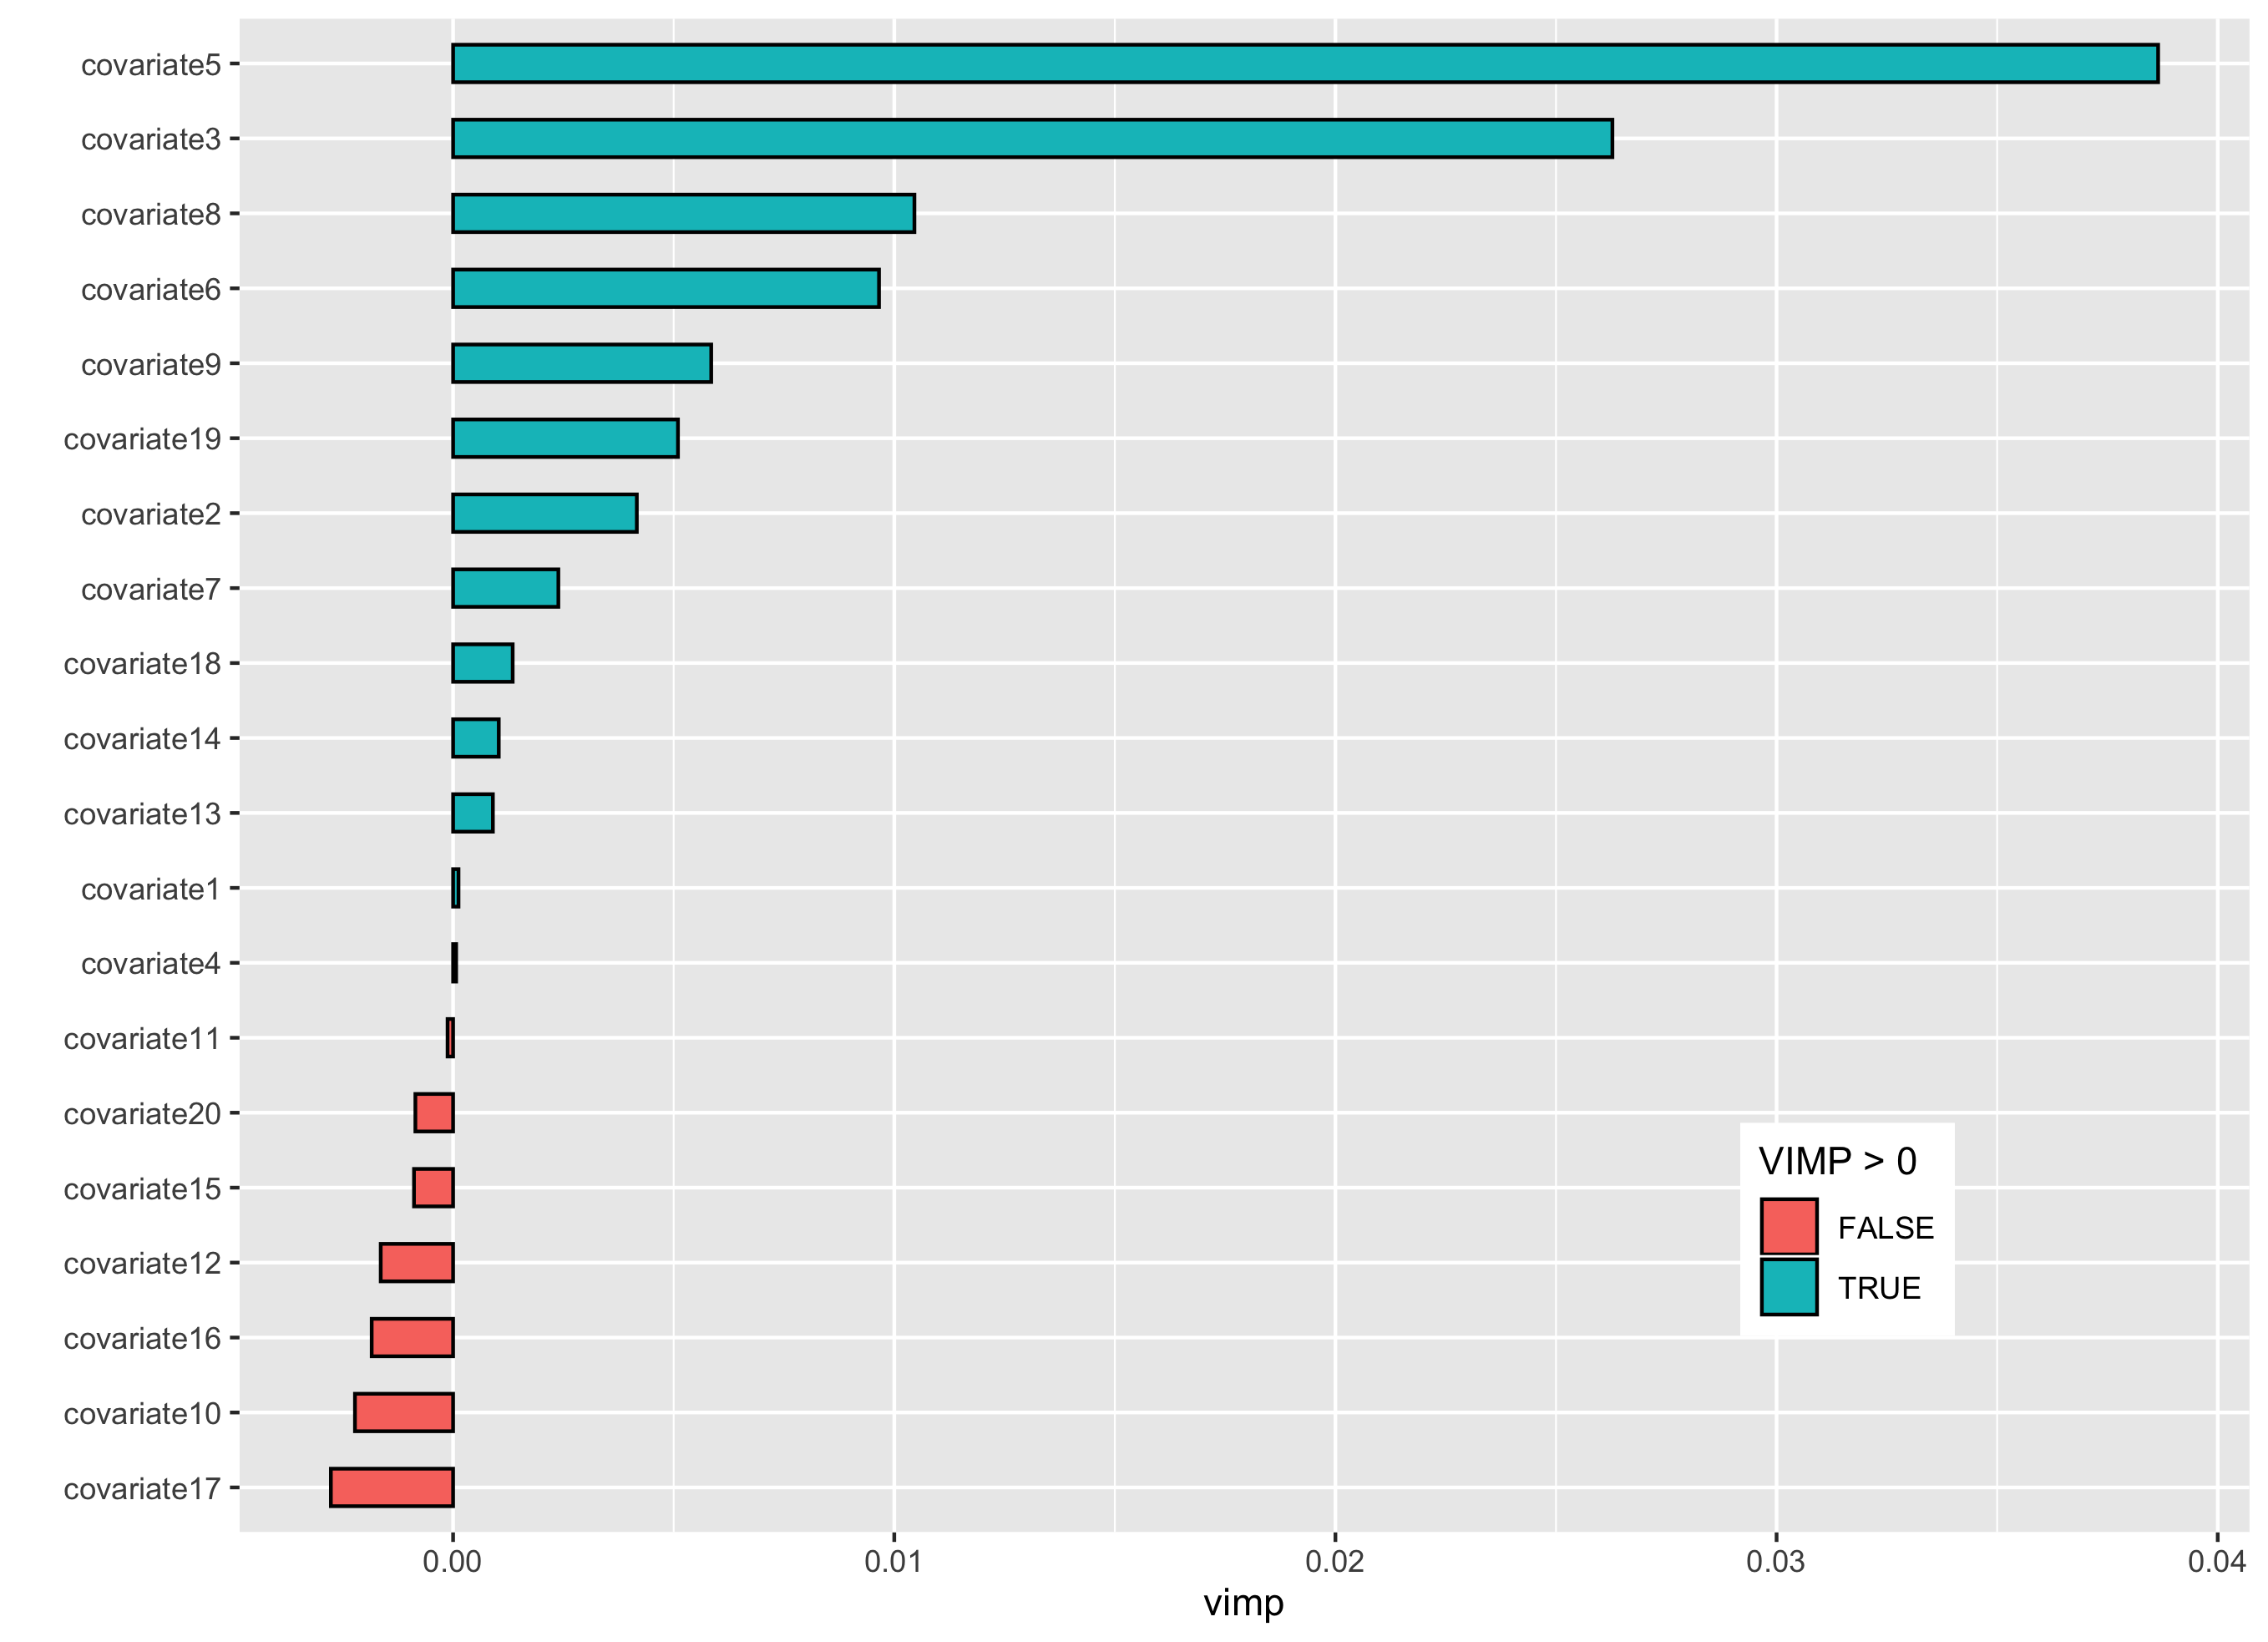 covariate5
covariate3
covariate8
covariate6
covariate9
covariate19
covariate2
covariate7
covariate18
covariate14
covariate13
covariate1
covariate4
covariate11
covariate20
covariate15
covariate12
covariate16
covariate10
covariate17
VIMP > 0
FALSE
TRUE
0.00 0.01 0.02 0.03 0.04
vimp